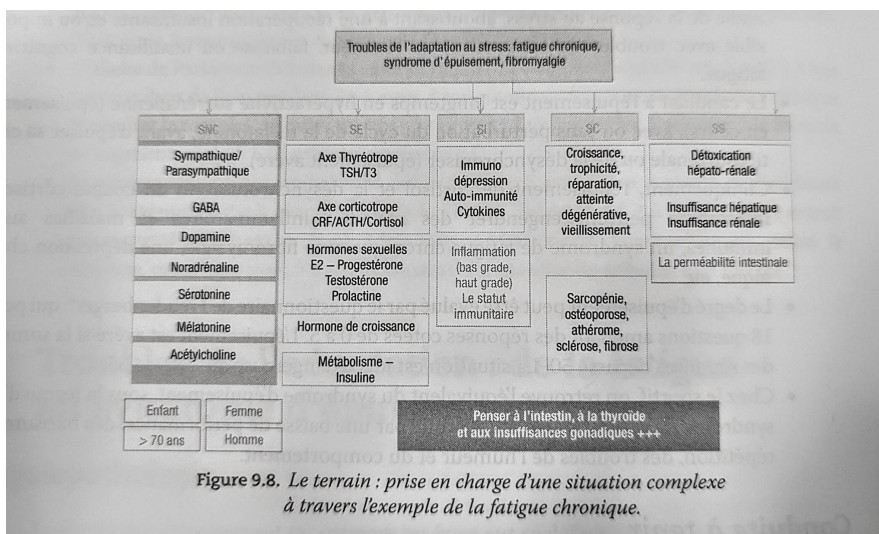 Troubles de l'adaptation au stress: fatigue chronique,
syndrome d'épuisement, fibromyalgie
SNC
Sympathique/
Parasympathique
GABA
Dopamine
Noradrénaline
Sérotonine
Mélatonine
Acétylcholine
SE
Axe Thyréotrope
TSH/T3
Axe corticotrope
CRF/ACTH/Cortisol
Hormones sexuelles
E2 – Progestérone
Testostérone
Prolactine
Hormone de croissance
Métabolisme –
Insuline
SI
Immuno
dépression
Auto-immunité
Cytokines
Inflammation
(bas grade,
haut grade)
Le statut
immunitaire
SC
Croissance,
trophicité,
réparation,
atteinte
dégénérative,
vieillissement
Sarcopénie,
ostéoporose,
athérome,
sclérose, fibrose
SS
Détoxication
hépato-rénale
Insuffisance hépatique
Insuffisance rénale
La perméabilité intestinale
Enfant
Femme
> 70 ans
Homme
Penser à l'intestin, à la thyroïde
et aux insuffisances gonadiques +++
Figure 9.8. Le terrain : prise en charge d'une situation complexe
à travers l'exemple de la fatigue chronique.